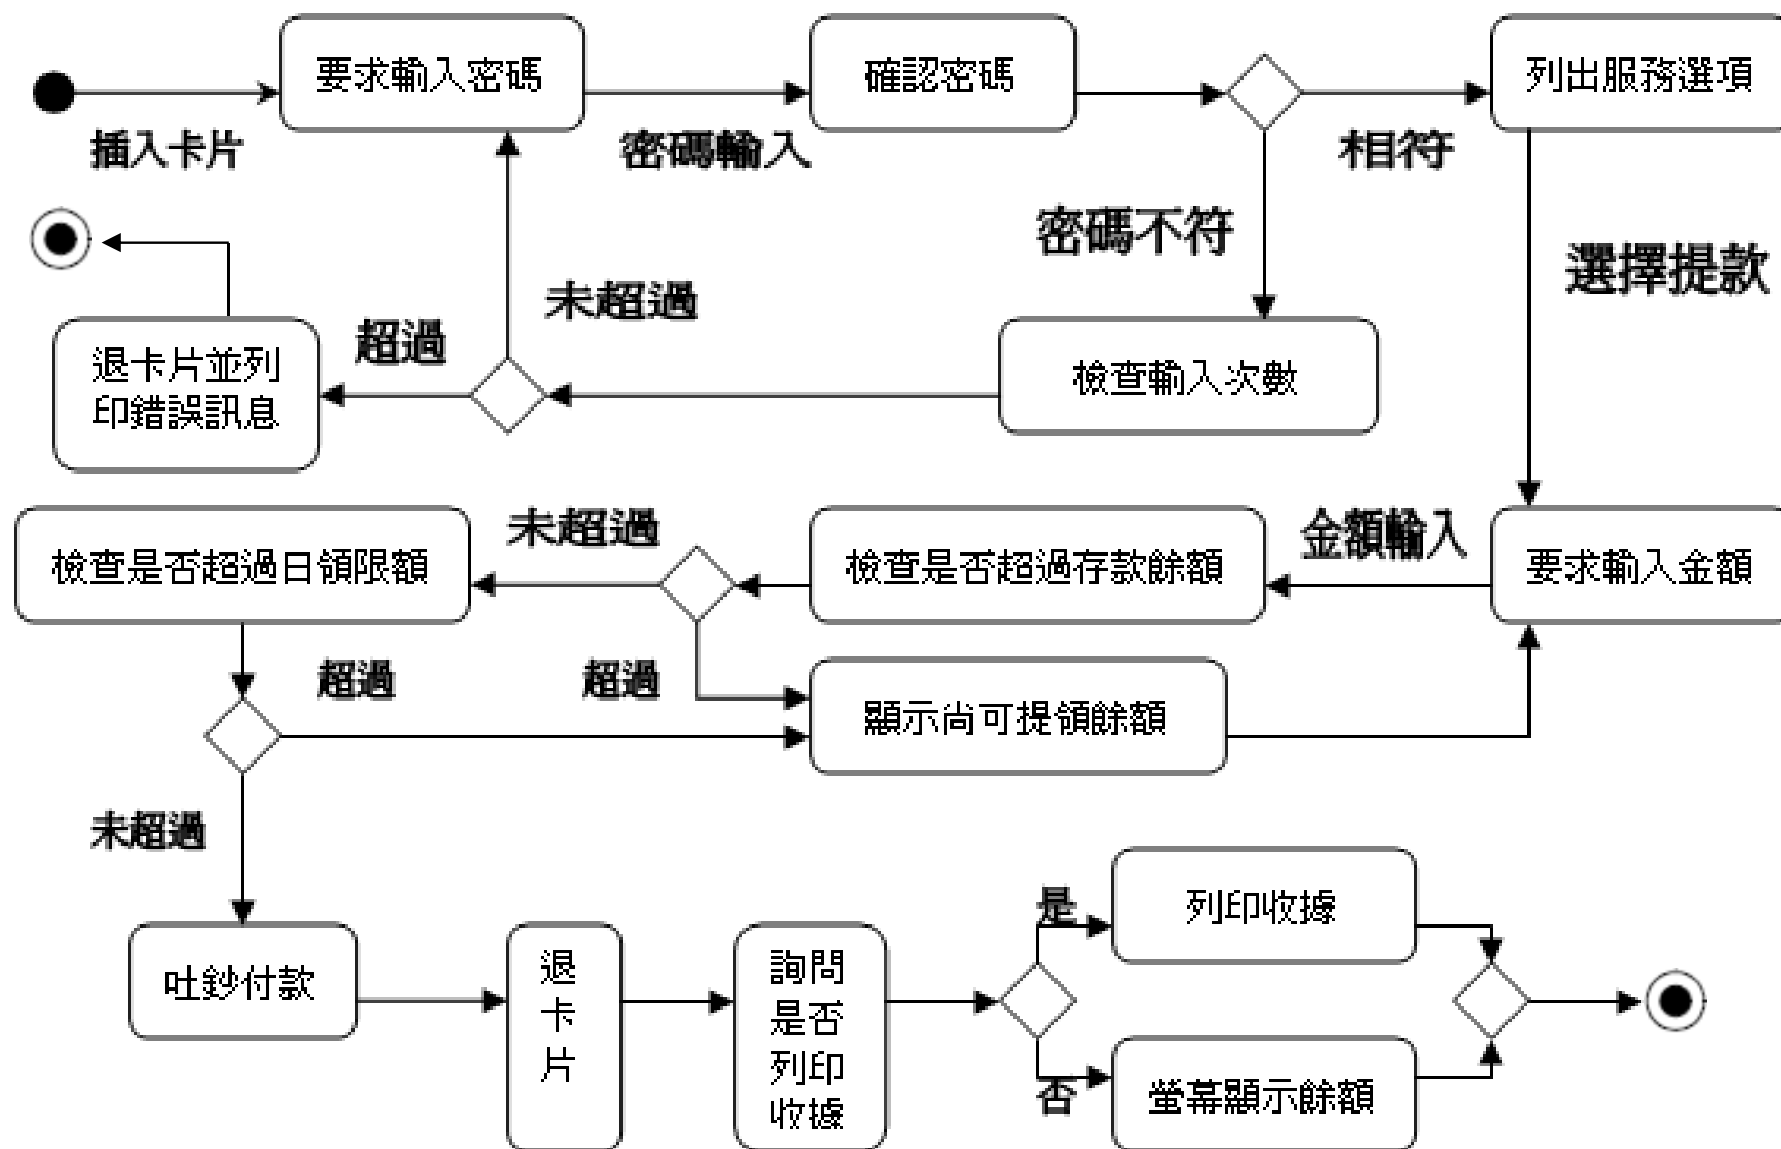 要求輸入密碼
確認密碼
列出服務選項
插入卡片
密碼輸入
相符
密碼不符
選擇提款
未超過
超過
退卡片並列
印錯誤訊息
檢查輸入次數
未超過
金額輸入
檢查是否超過日領限額
檢查是否超過存款餘額
要求輸入金額
超過
超過
顯示尚可提領餘額
未超過
是
列印收據
吐鈔付款
退
卡
片
詢問
是否
列印
收據
否
螢幕顯示餘額